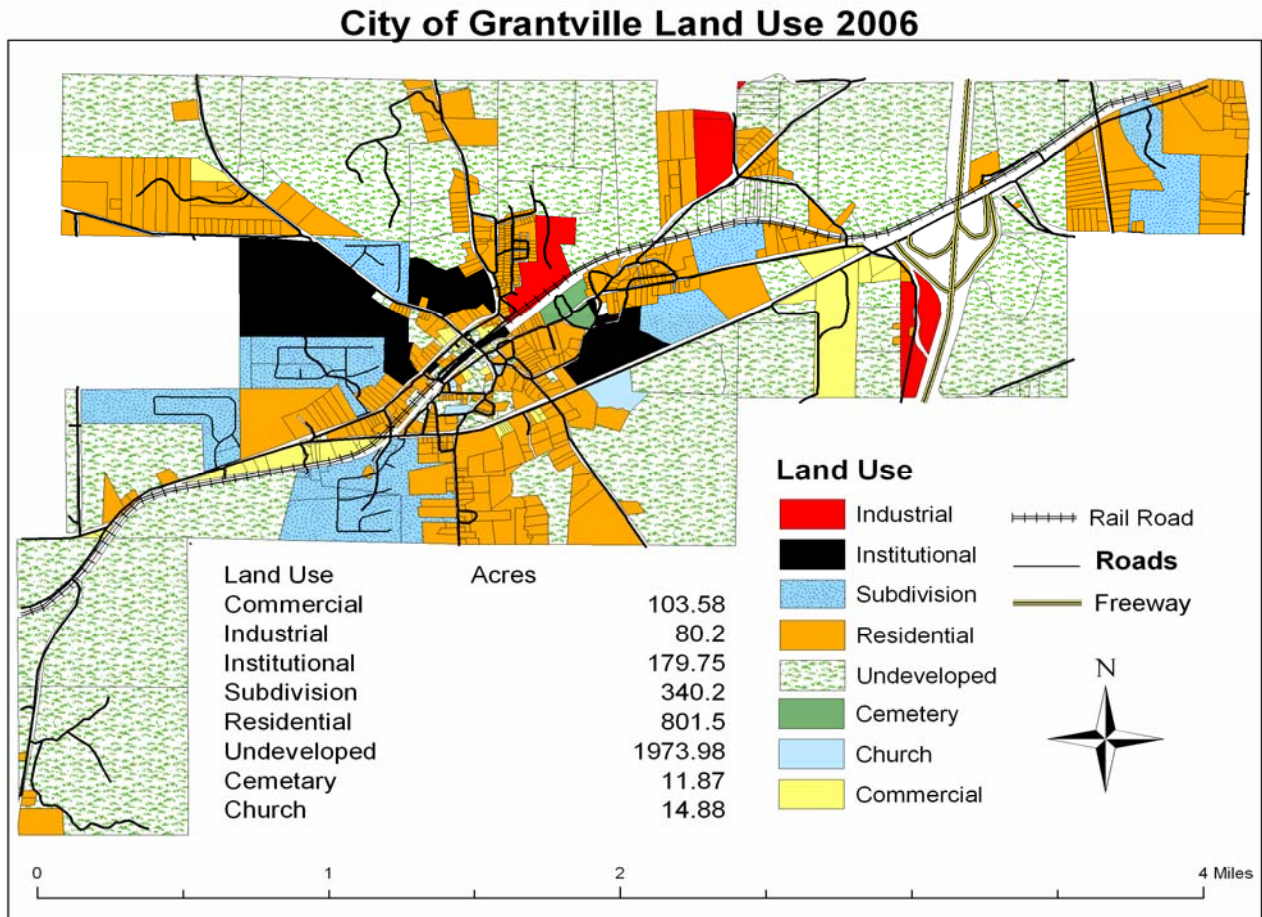 City of Grantville Land Use 2006
Land Use Acres
Commercial 103.58
Industrial 80.2
Institutional 179.75
Subdivision 340.2
Residential 801.5
Undeveloped 1973.98
Cemetary 11.87
Church 14.88
Land Use
Industrial
Institutional
Subdivision
Residential
Undeveloped
Cemetery
Church
Commercial
Rail Road
Roads
Freeway
N
0 1 2 4 Miles